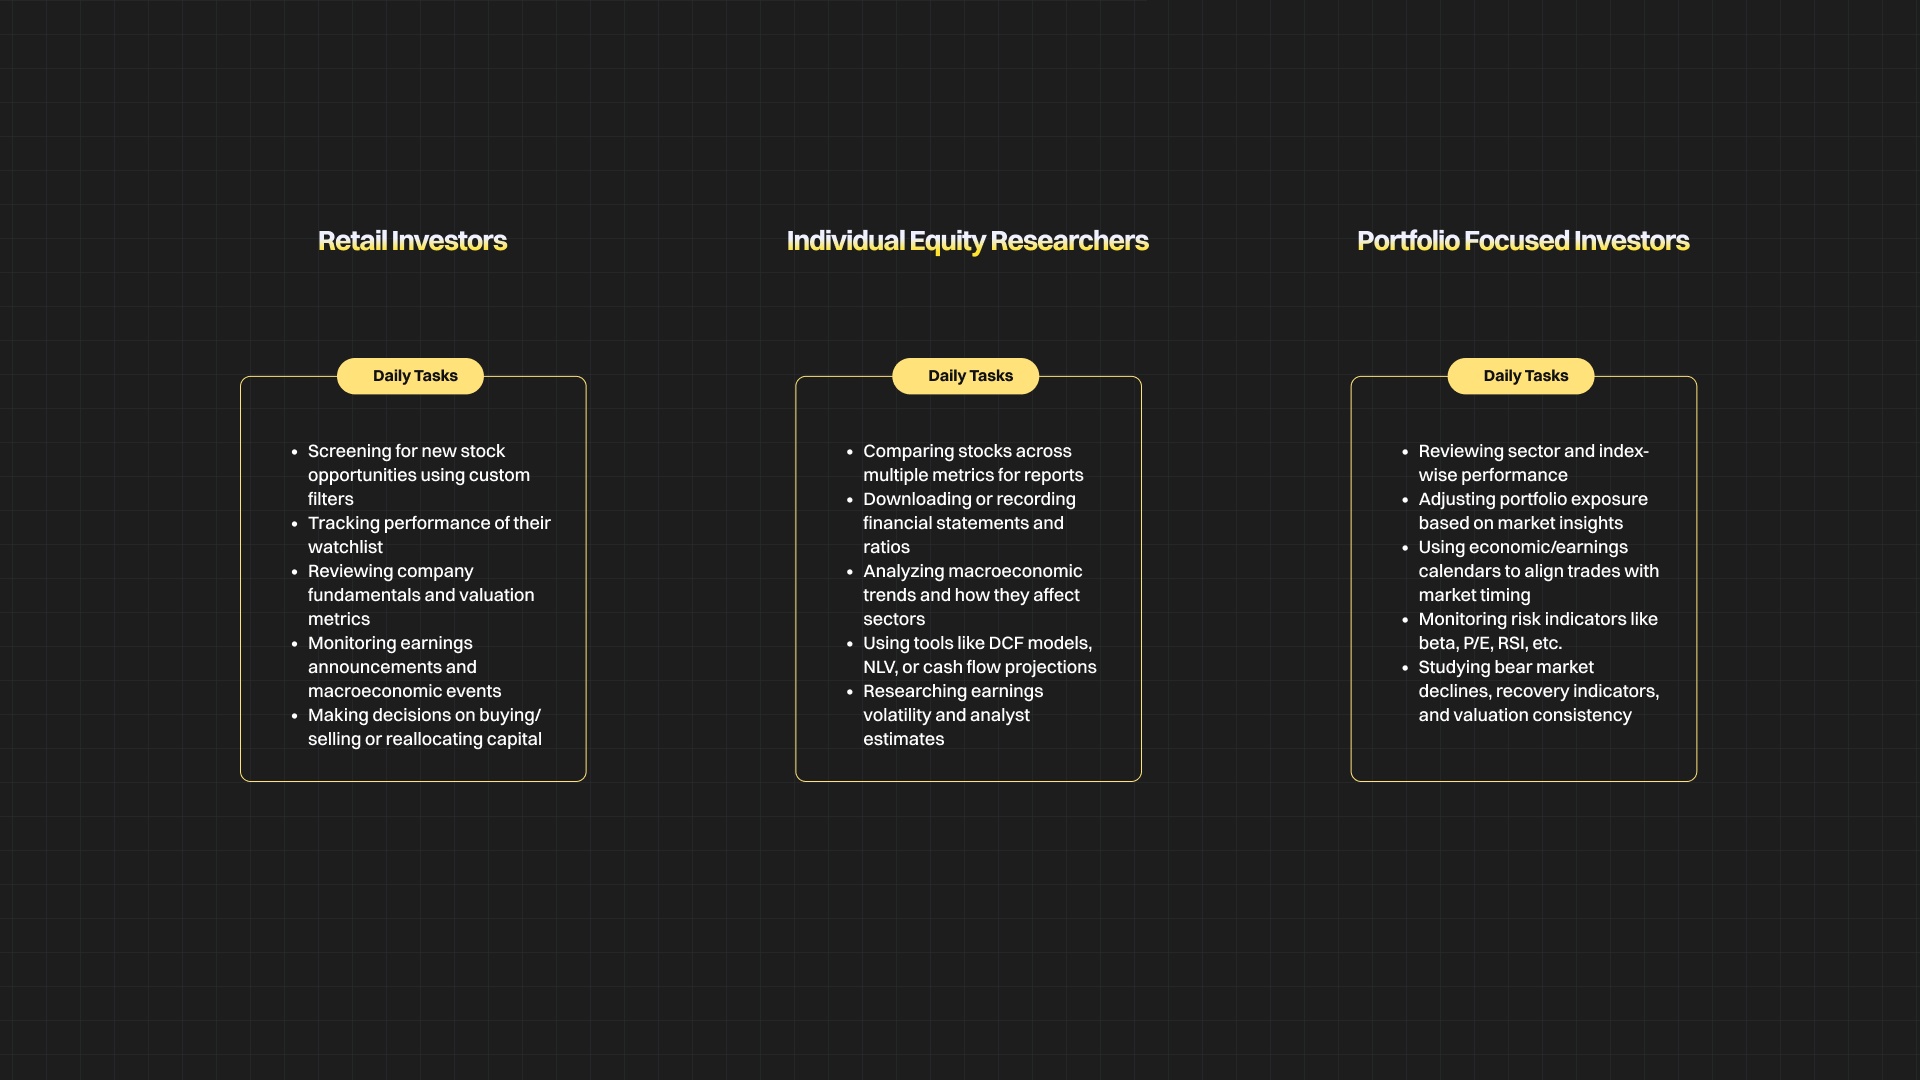 Retail Investors
Daily Tasks
• Screening for new stock
opportunities using custom
filters
• Tracking performance of their
watchlist
• Reviewing company
fundamentals and valuation
metrics
• Monitoring earnings
announcements and
macroeconomic events
• Making decisions on buying/
selling or reallocating capital
Individual Equity Researchers
Daily Tasks
• Comparing stocks across
multiple metrics for reports
• Downloading or recording
financial statements and
ratios
• Analyzing macroeconomic
trends and how they affect
sectors
• Using tools like DCF models,
NLV, or cash flow projections
• Researching earnings
volatility and analyst
estimates
Portfolio Focused Investors
Daily Tasks
• Reviewing sector and index-
wise performance
• Adjusting portfolio exposure
based on market insights
• Using economic/earnings
calendars to align trades with
market timing
• Monitoring risk indicators like
beta, P/E, RSI, etc.
• Studying bear market
declines, recovery indicators,
and valuation consistency